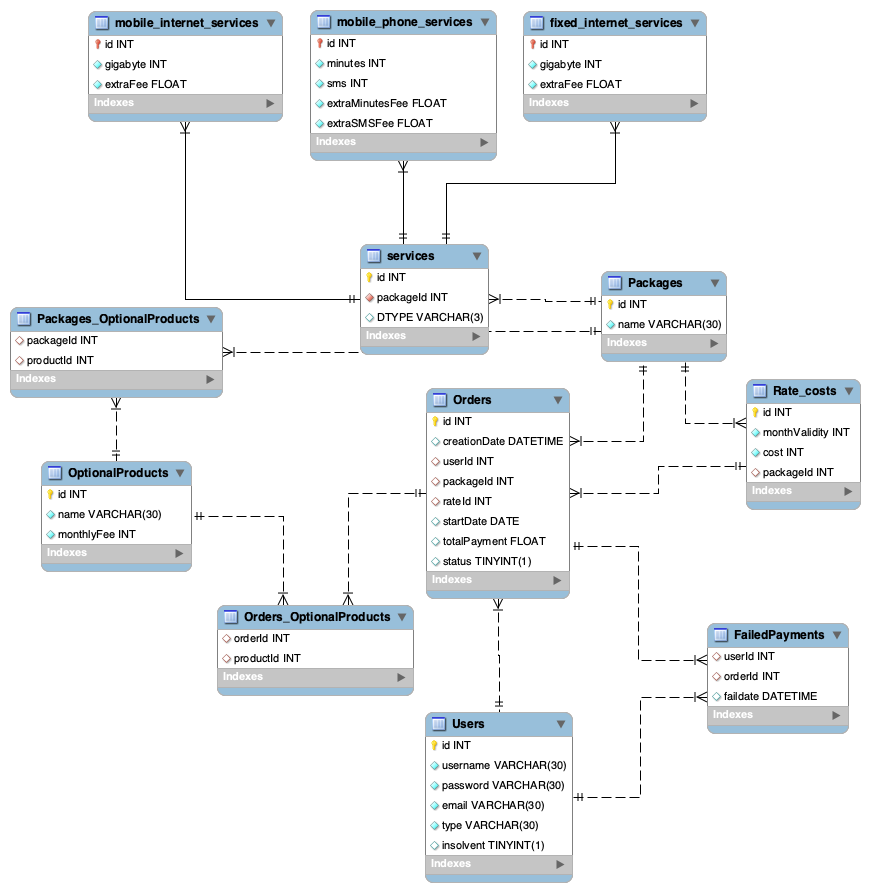 mobile_internet_services
id INT
gigabyte INT
extraFee FLOAT
Indexes
mobile_phone_services
id INT
minutes INT
sms INT
extraMinutesFee FLOAT
extraSMSFee FLOAT
Indexes
fixed_internet_services
id INT
gigabyte INT
extraFee FLOAT
Indexes
services
id INT
packageId INT
DTYPE VARCHAR(3)
Indexes
Packages
id INT
name VARCHAR(30)
Indexes
Packages_OptionalProducts
packageId INT
productId INT
Indexes
Orders
id INT
creationDate DATETIME
userId INT
packageId INT
rateId INT
startDate DATE
totalPayment FLOAT
status TINYINT(1)
Indexes
Rate_costs
id INT
monthValidity INT
cost INT
packageId INT
Indexes
OptionalProducts
id INT
name VARCHAR(30)
monthlyFee INT
Indexes
Orders_OptionalProducts
orderId INT
productId INT
Indexes
FailedPayments
userId INT
orderId INT
faildate DATETIME
Indexes
Users
id INT
username VARCHAR(30)
password VARCHAR(30)
email VARCHAR(30)
type VARCHAR(30)
insolvent TINYINT(1)
Indexes